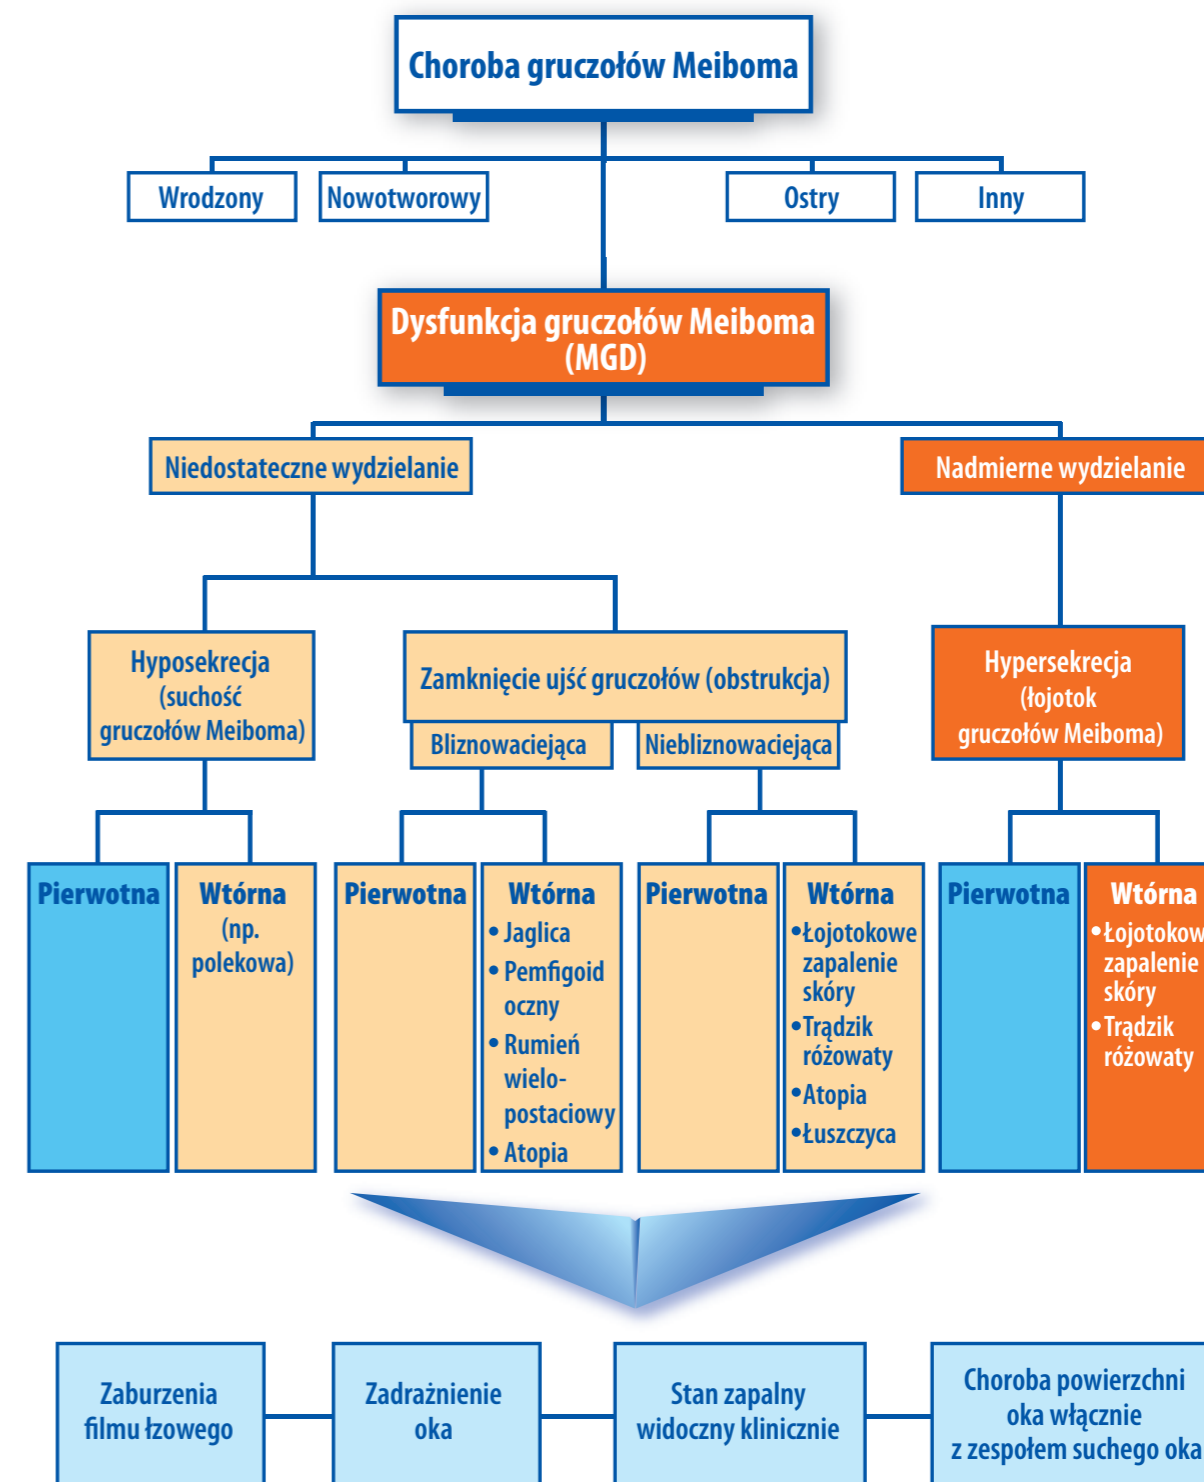 Choroba gruczołów Meiboma
Wrodzony
Nowotworowy
Ostry
Inny
Dysfunkcja gruczołów Meiboma
(MGD)
Niedostateczne wydzielanie
Nadmierne wydzielanie
Hyposekrecja
(suchość
gruczołów Meiboma)
Zamknięcie ujść gruczołów (obstrukcja)
Bliznowaciejąca
Niebliznowaciejąca
Hypersekrecja
(łojotok
gruczołów Meiboma)
Pierwotna
Wtórna
(np.
polekowa)
Pierwotna
Wtórna
• Jaglica
• Pemfigoid
oczny
• Rumień
wielo-
postaciowy
• Atopia
Pierwotna
Wtórna
•Łojotokowe
zapalenie
skóry
•Trądzik
różowaty
•Atopia
•Łuszczyca
Pierwotna
Wtórna
•Łojotokow
zapalenie
skóry
•Trądzik
różowaty
Zaburzenia
filmu łzowego
Zadrażnienie
oka
Stan zapalny
widoczny klinicznie
Choroba powierzchni
oka włącznie
z zespołem suchego oka